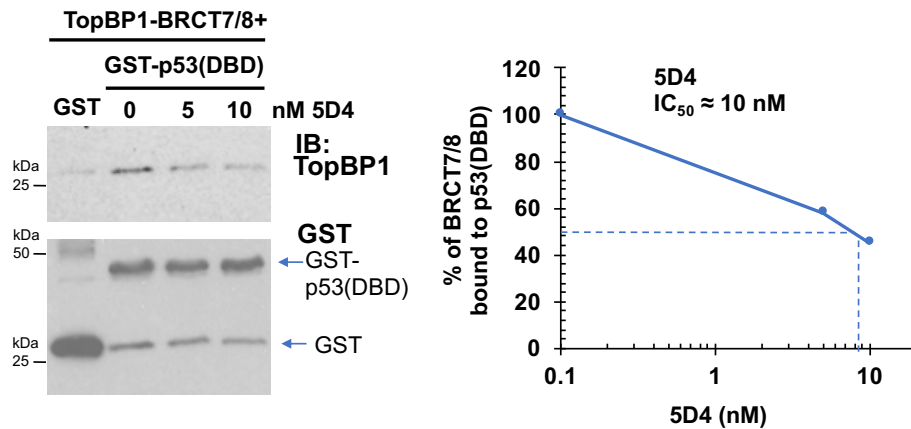 TopBP1-BRCT7/8+
GST-p53(DBD)
GST 0 5 10 nM 5D4
IB:
TopBP1
kDa
25
kDa
50
GST
GST-
p53(DBD)
kDa
25
GST
120
100
80
60
40
20
0
0.1 1 10
5D4 (nM)
% of BRCT7/8
bound to p53(DBD)
5D4
IC₅₀ ≈ 10 nM